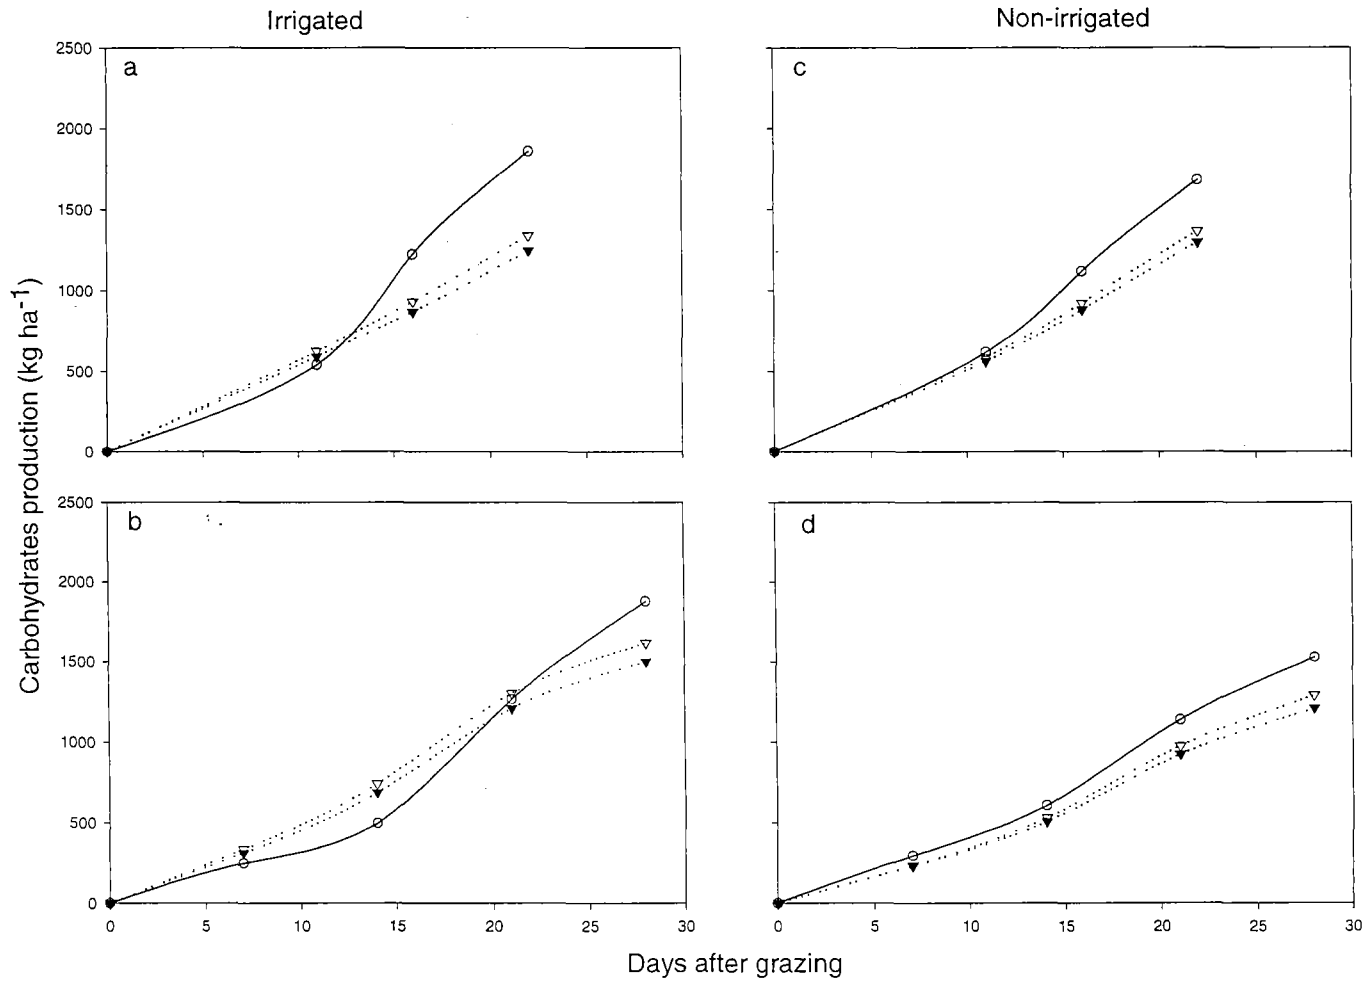 Irrigated
Non-irrigated
a
c
2500
2000
1500
1000
500
0
b
d
2500
2000
1500
1000
500
0
0 5 10 15 20 25 30
0 5 10 15 20 25 30
Carbohydrates production (kg ha⁻¹)
Days after grazing